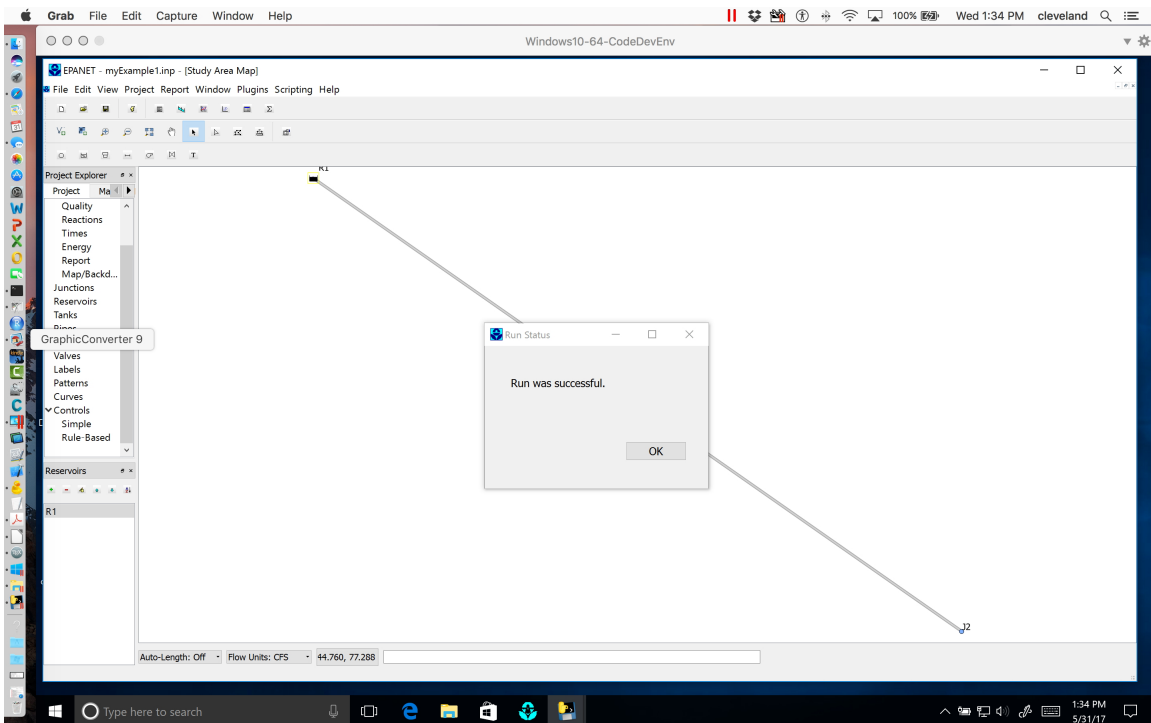 Grab File Edit Capture Window Help 100% Wed 1:34 PM cleveland
Windows10-64-CodeDevEnv
EPANET - myExample1.inp - [Study Area Map]
File Edit View Project Report Window Plugins Scripting Help
Project Explorer
Project Ma
Quality
Reactions
Times
Energy
Report
Map/Backd...
Junctions
Reservoirs
Tanks
Pipes
GraphicConverter 9
Valves
Labels
Patterns
Curves
Controls
Simple
Rule-Based
Reservoirs
R1
R1
Run Status
Run was successful.
OK
J2
Auto-Length: Off Flow Units: CFS 44.760, 77.288
Type here to search
1:34 PM
5/31/17